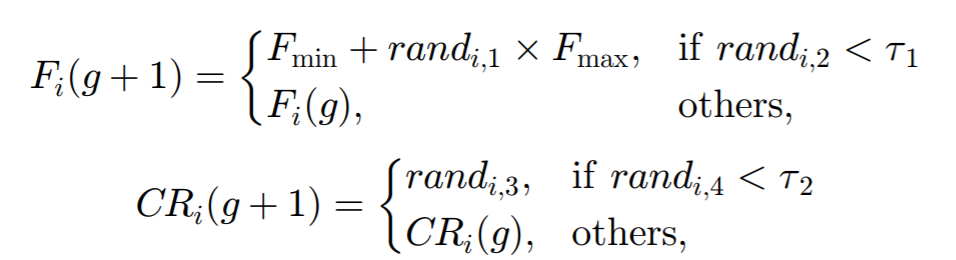 F_i(g + 1) = { F_min + rand_{i,1} × F_max, if rand_{i,2} < τ_1
F_i(g), others,
CR_i(g + 1) = { rand_{i,3}, if rand_{i,4} < τ_2
CR_i(g), others,